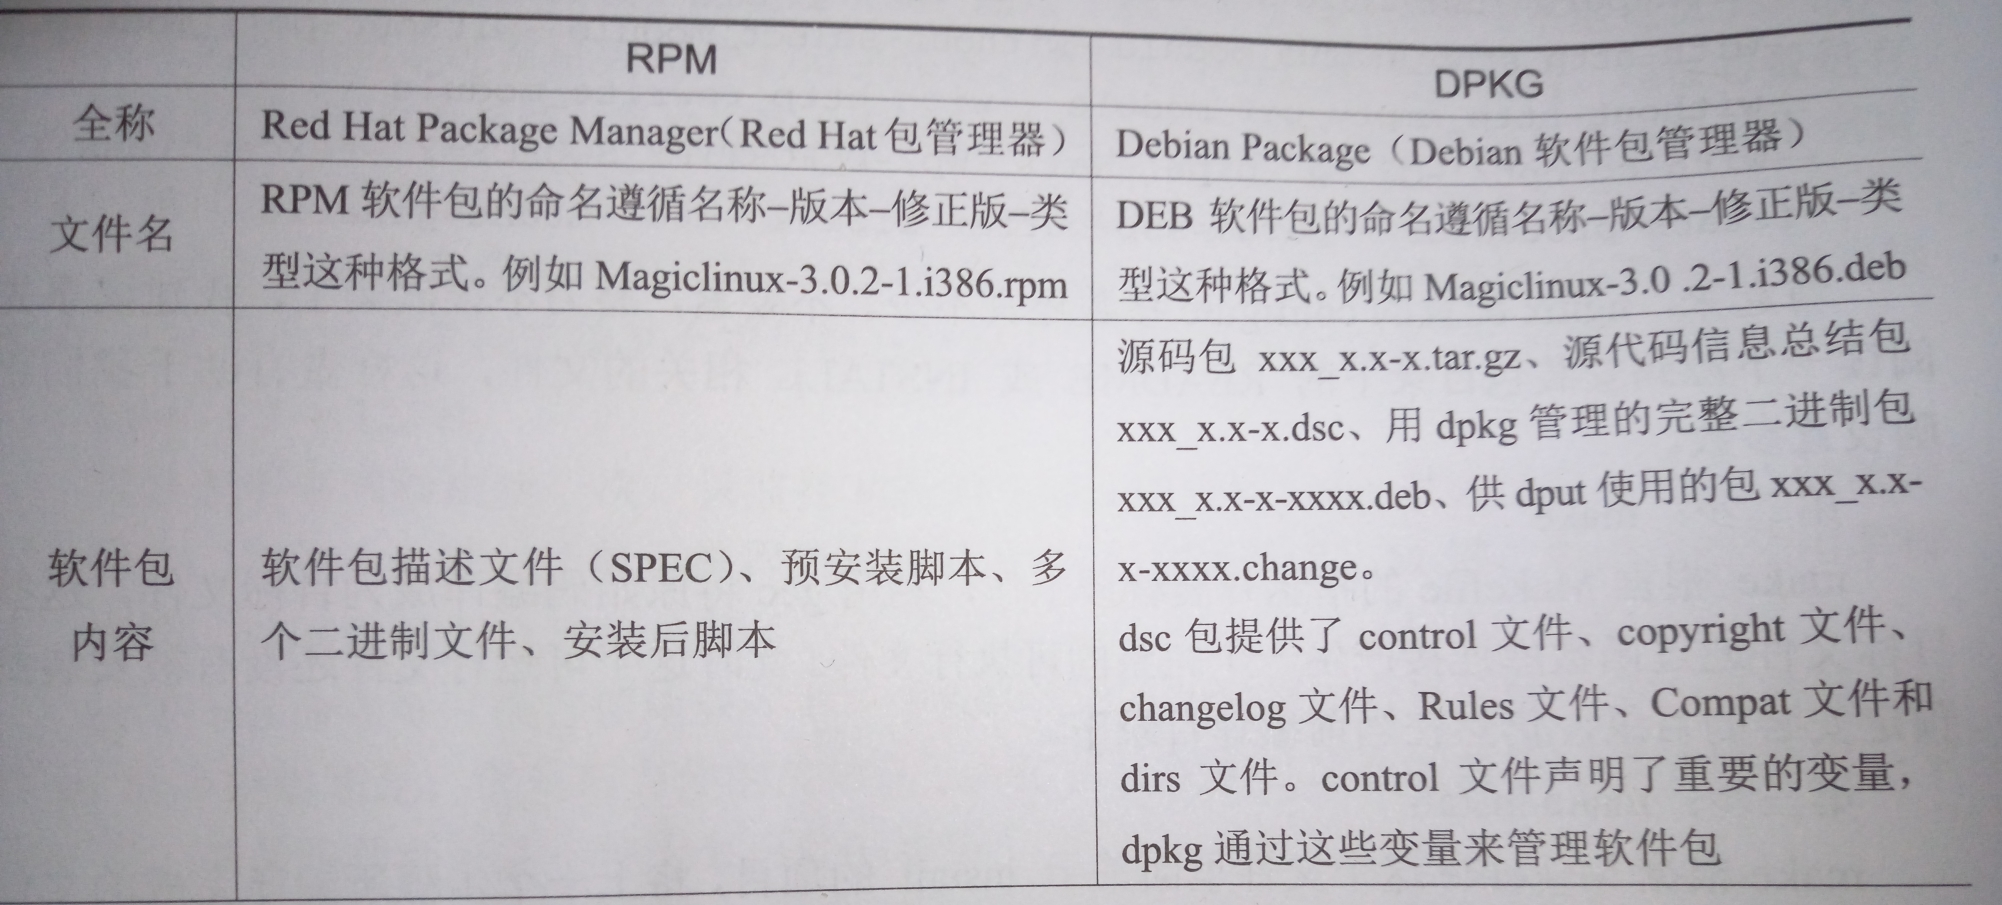 RPM
DPKG
全称
Red Hat Package Manager（Red Hat 包管理器）
Debian Package（Debian 软件包管理器）
文件名
RPM 软件包的命名遵循名称–版本–修正版–类
型这种格式。例如 Magiclinux-3.0.2-1.i386.rpm
DEB 软件包的命名遵循名称–版本–修正版–类
型这种格式。例如 Magiclinux-3.0 .2-1.i386.deb
软件包
内容
软件包描述文件（SPEC）、预安装脚本、多
个二进制文件、安装后脚本
源码包 xxx_x.x-x.tar.gz、源代码信息总结包
xxx_x.x-x.dsc、用 dpkg 管理的完整二进制包
xxx_x.x-x-xxxx.deb、供 dput 使用的包 xxx_x.x-
x-xxxx.change。
dsc 包提供了 control 文件、copyright 文件、
changelog 文件、Rules 文件、Compat 文件和
dirs 文件。control 文件声明了重要的变量，
dpkg 通过这些变量来管理软件包